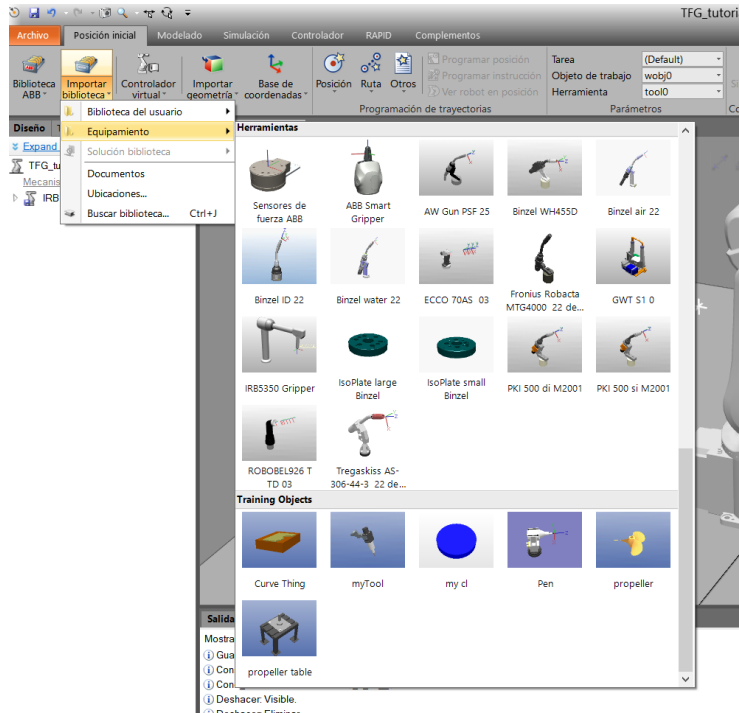 TFG_tutori
Archivo Posición inicial Modelado Simulación Controlador RAPID Complementos
Biblioteca ABB
Importar biblioteca
Controlador virtual
Importar geometría
Base de coordenadas
Posición
Ruta
Otros
Programar posición
Programar instrucción
Ver robot en posición
Programación de trayectorias
Tarea (Default)
Objeto de trabajo wobj0
Herramienta tool0
Parámetros
Si
Co
Diseño T
Expand
TFG_tu
Mecanis
IRB
Biblioteca del usuario
Equipamiento
Solución biblioteca
Documentos
Ubicaciones...
Buscar biblioteca... Ctrl+J
Herramientas
Sensores de fuerza ABB
ABB Smart Gripper
AW Gun PSF 25
Binzel WH455D
Binzel air 22
Binzel ID 22
Binzel water 22
ECCO 70AS 03
Fronius Robacta MTG4000 22 de...
GWT S1 0
IRB5350 Gripper
IsoPlate large Binzel
IsoPlate small Binzel
PKI 500 di M2001
PKI 500 si M2001
ROBOBEL926 T TD 03
Tregaskiss AS-306-44-3 22 de...
Training Objects
Curve Thing
myTool
my cl
Pen
propeller
propeller table
Salida
Mostra
Gua
Con
Con
Deshacer: Visible.
Deshacer: Eliminar